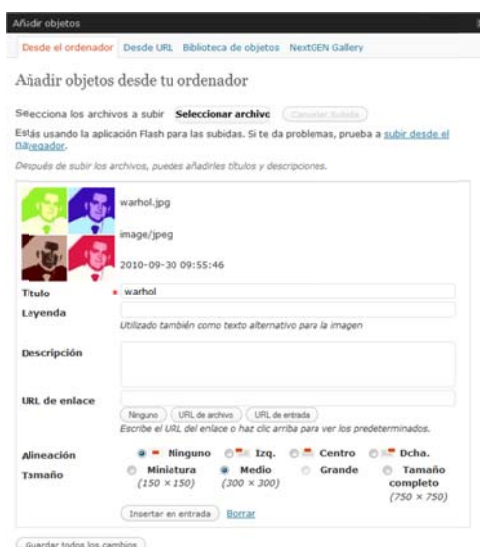 Añadir objetos
Desde el ordenador Desde URL Biblioteca de objetos NextGEN Gallery
Añadir objetos desde tu ordenador
Selecciona los archivos a subir Seleccionar archivo Cancelar Subida
Estás usando la aplicación Flash para las subidas. Si te da problemas, prueba a subir desde el
navegador.
Después de subir los archivos, puedes añadirles títulos y descripciones.
warhol.jpg
image/jpeg
2010-09-30 09:55:46
Título * warhol
Leyenda
Utilizado también como texto alternativo para la imagen
Descripción
URL de enlace
Ninguno URL de archivo URL de entrada
Escribe el URL del enlace o haz clic arriba para ver los predeterminados.
Alineación Ninguno Izq. Centro Dcha.
Tamaño Miniatura Medio Grande Tamaño completo
(150 × 150) (300 × 300) (750 × 750)
Insertar en entrada Borrar
Guardar todos los cambios